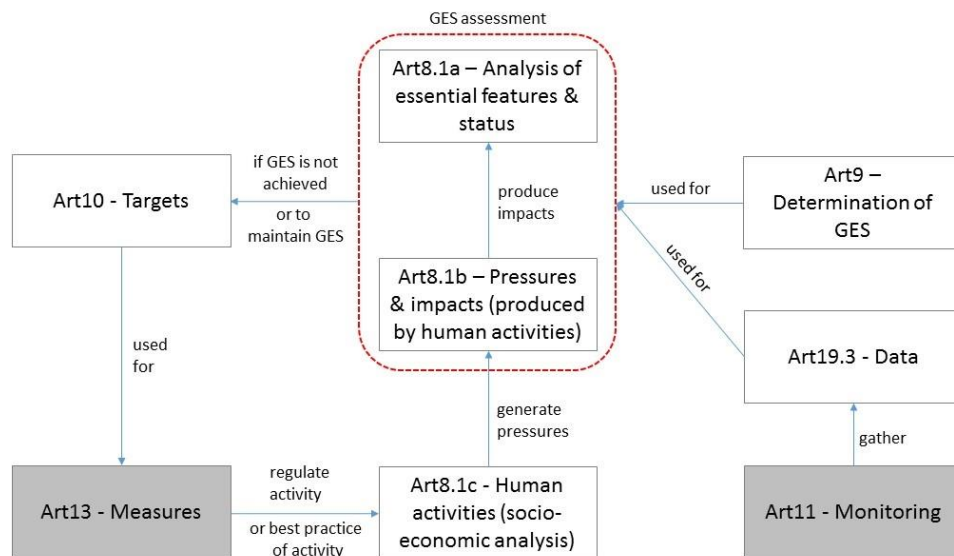 GES assessment
Art8.1a – Analysis of
essential features &
status
if GES is not
achieved
or to
maintain GES
Art10 - Targets
produce
impacts
used for
Art9 –
Determination of
GES
used for
Art8.1b – Pressures
& impacts (produced
by human activities)
used
for
Art19.3 - Data
generate
pressures
gather
Art13 - Measures
regulate
activity
or best practice
of activity
Art8.1c - Human
activities (socio-
economic analysis)
Art11 - Monitoring